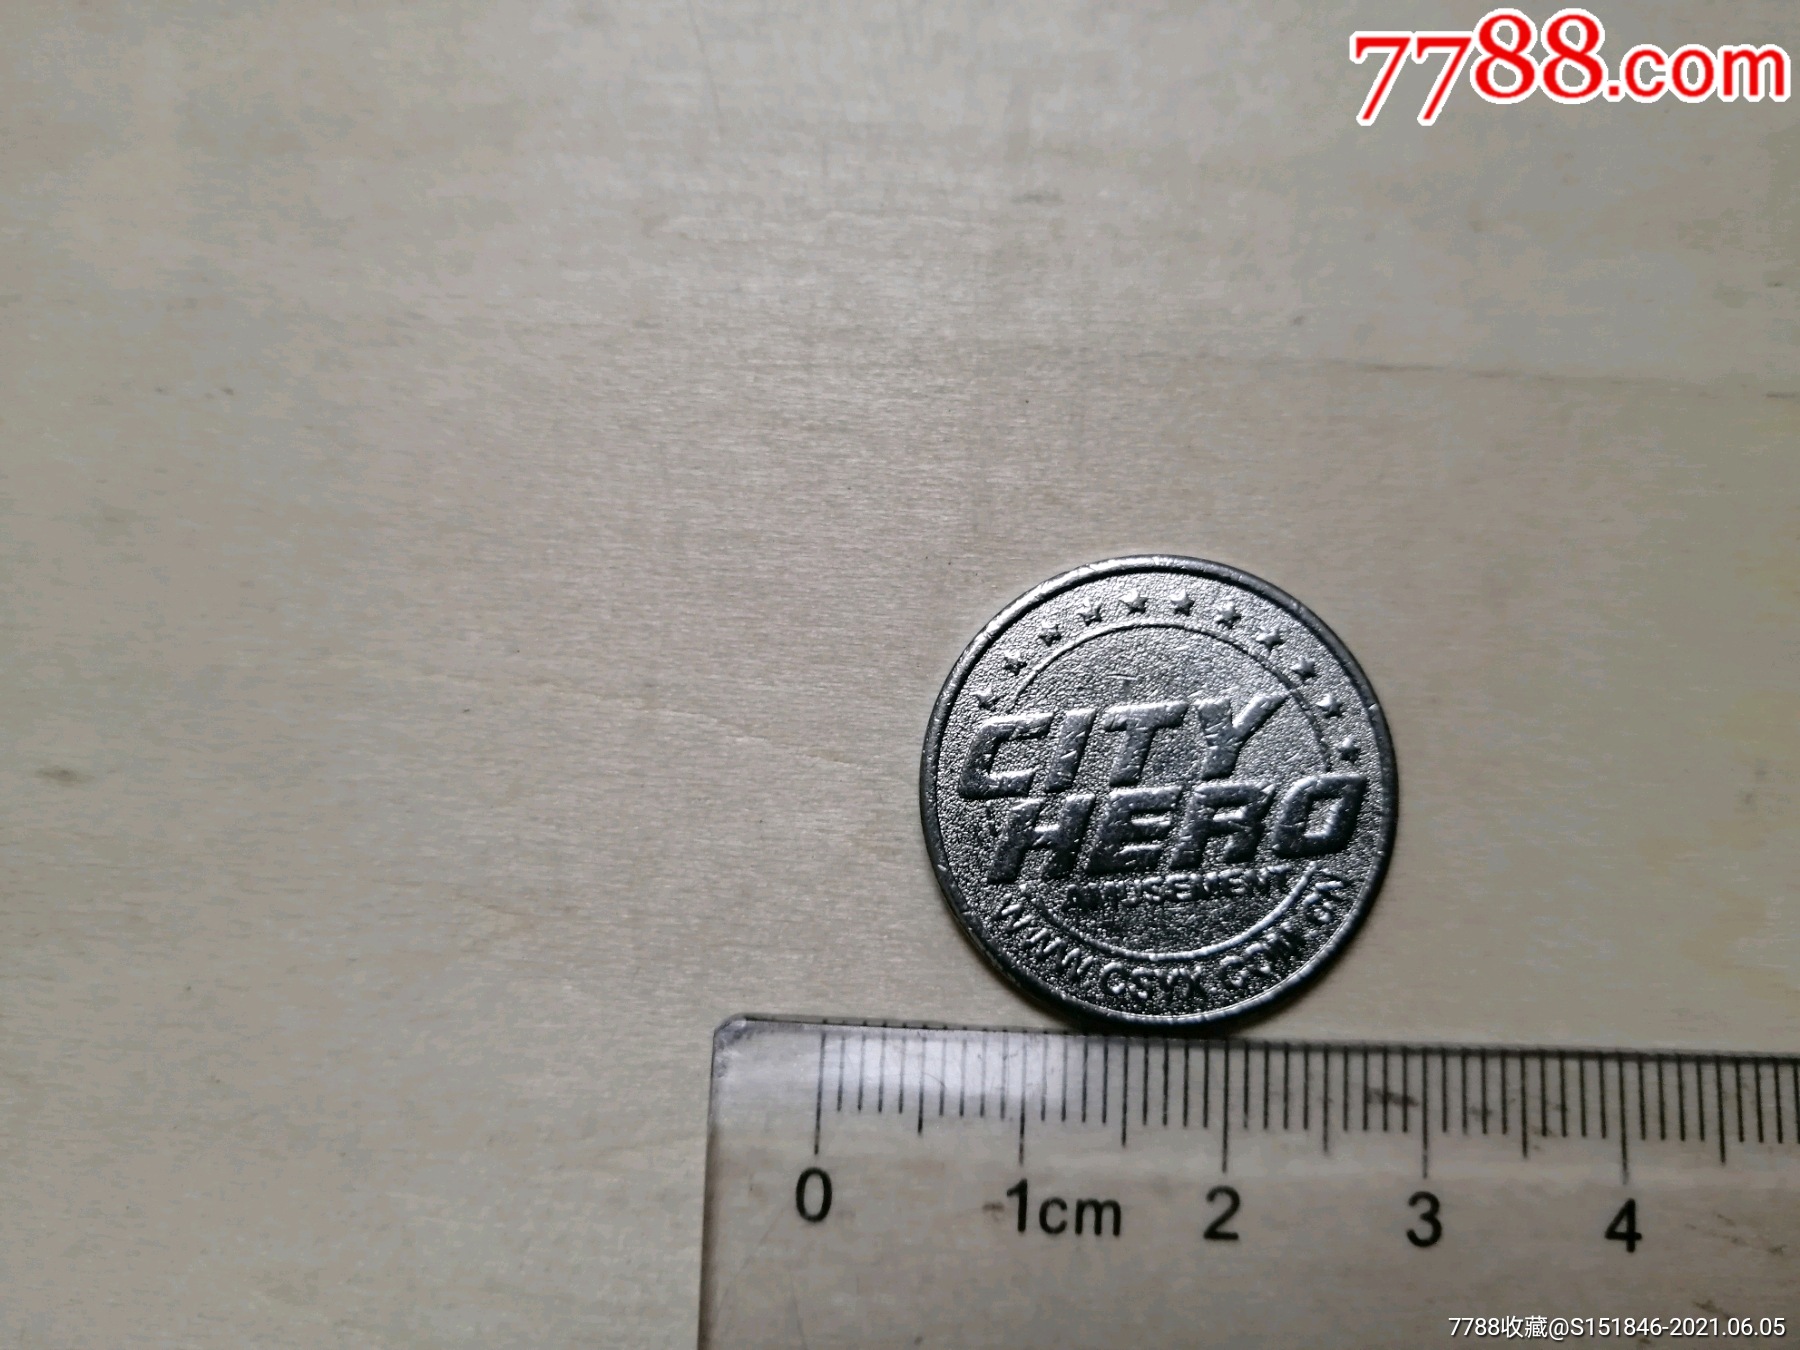 7788.com
CITY
HERO
AMUSEMENT
WWW.CSYX.COM.CN
0 1cm 2 3 4
7788收藏@S151846-2021.06.05